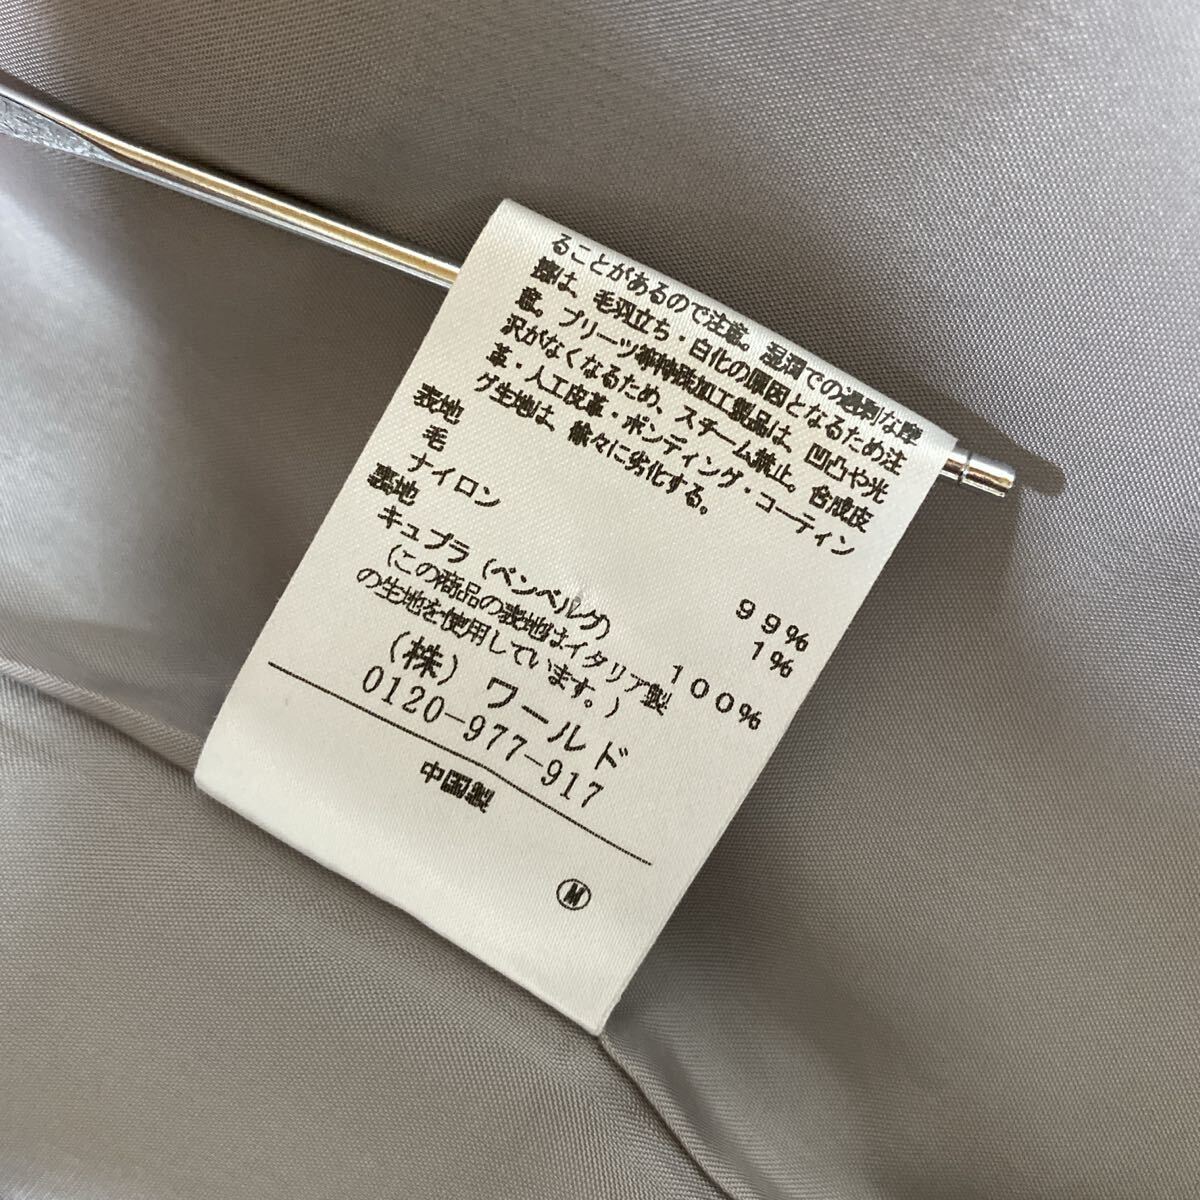 ることがあるので注意。湿潤での過剰な摩
擦は、毛羽立ち・白化の原因となるため注
意。プリーツ等特殊加工製品は、凹凸や光
沢がなくなるため、スチーム禁止。合成皮
革・人工皮革・ボンディング・コーティン
グ生地は、徐々に劣化する。
表地
毛 99%
ナイロン 1%
裏地
キュプラ(ベンベルグ) 100%
(この商品の表地はイタリア製
の生地を使用しています。)
(株)ワールド
0120-977-917
中国製
M